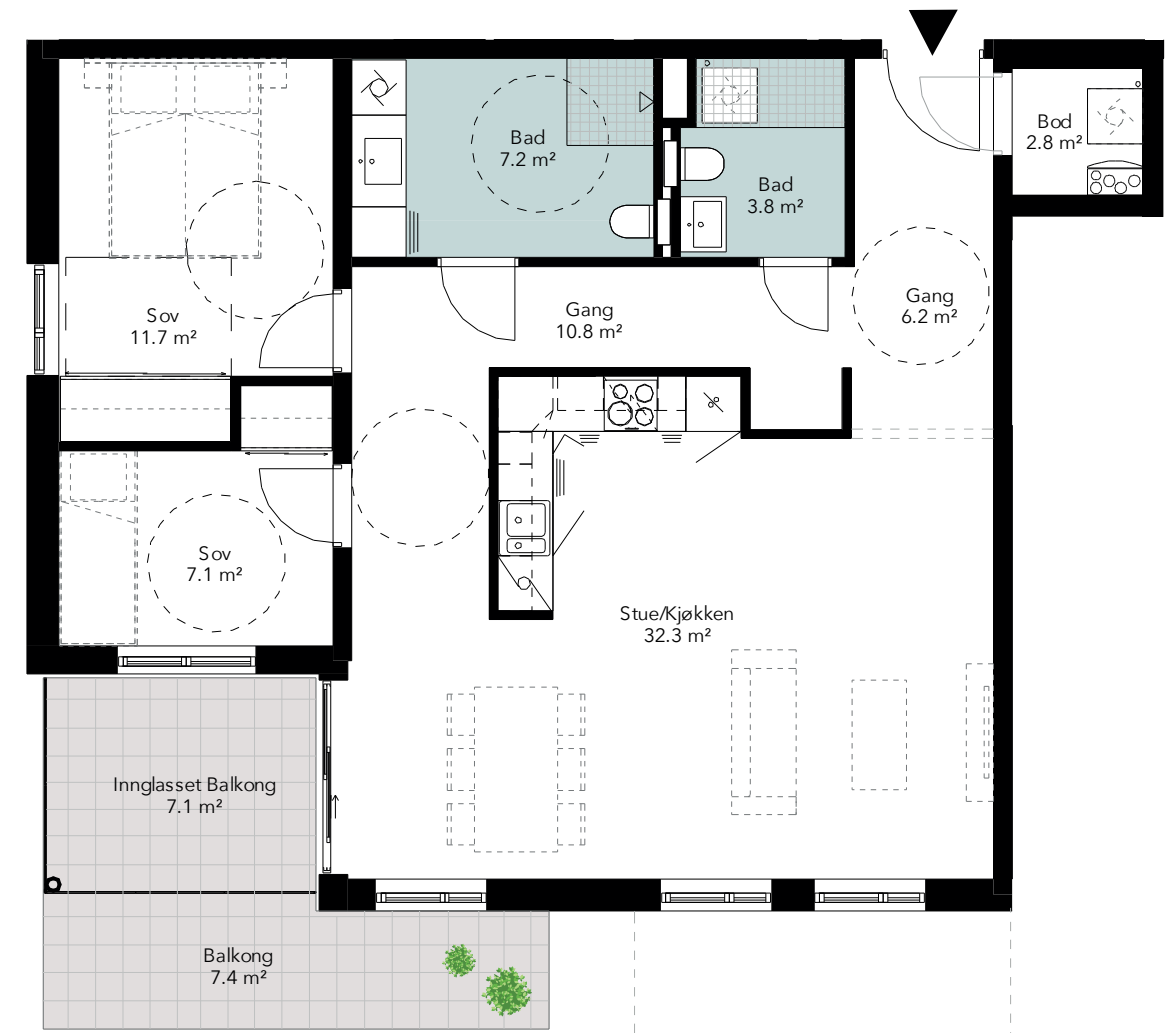 Bad
7.2 m²
Bad
3.8 m²
Bod
2.8 m²
Sov
11.7 m²
Gang
10.8 m²
Gang
6.2 m²
Sov
7.1 m²
Stue/Kjøkken
32.3 m²
Innglasset Balkong
7.1 m²
Balkong
7.4 m²